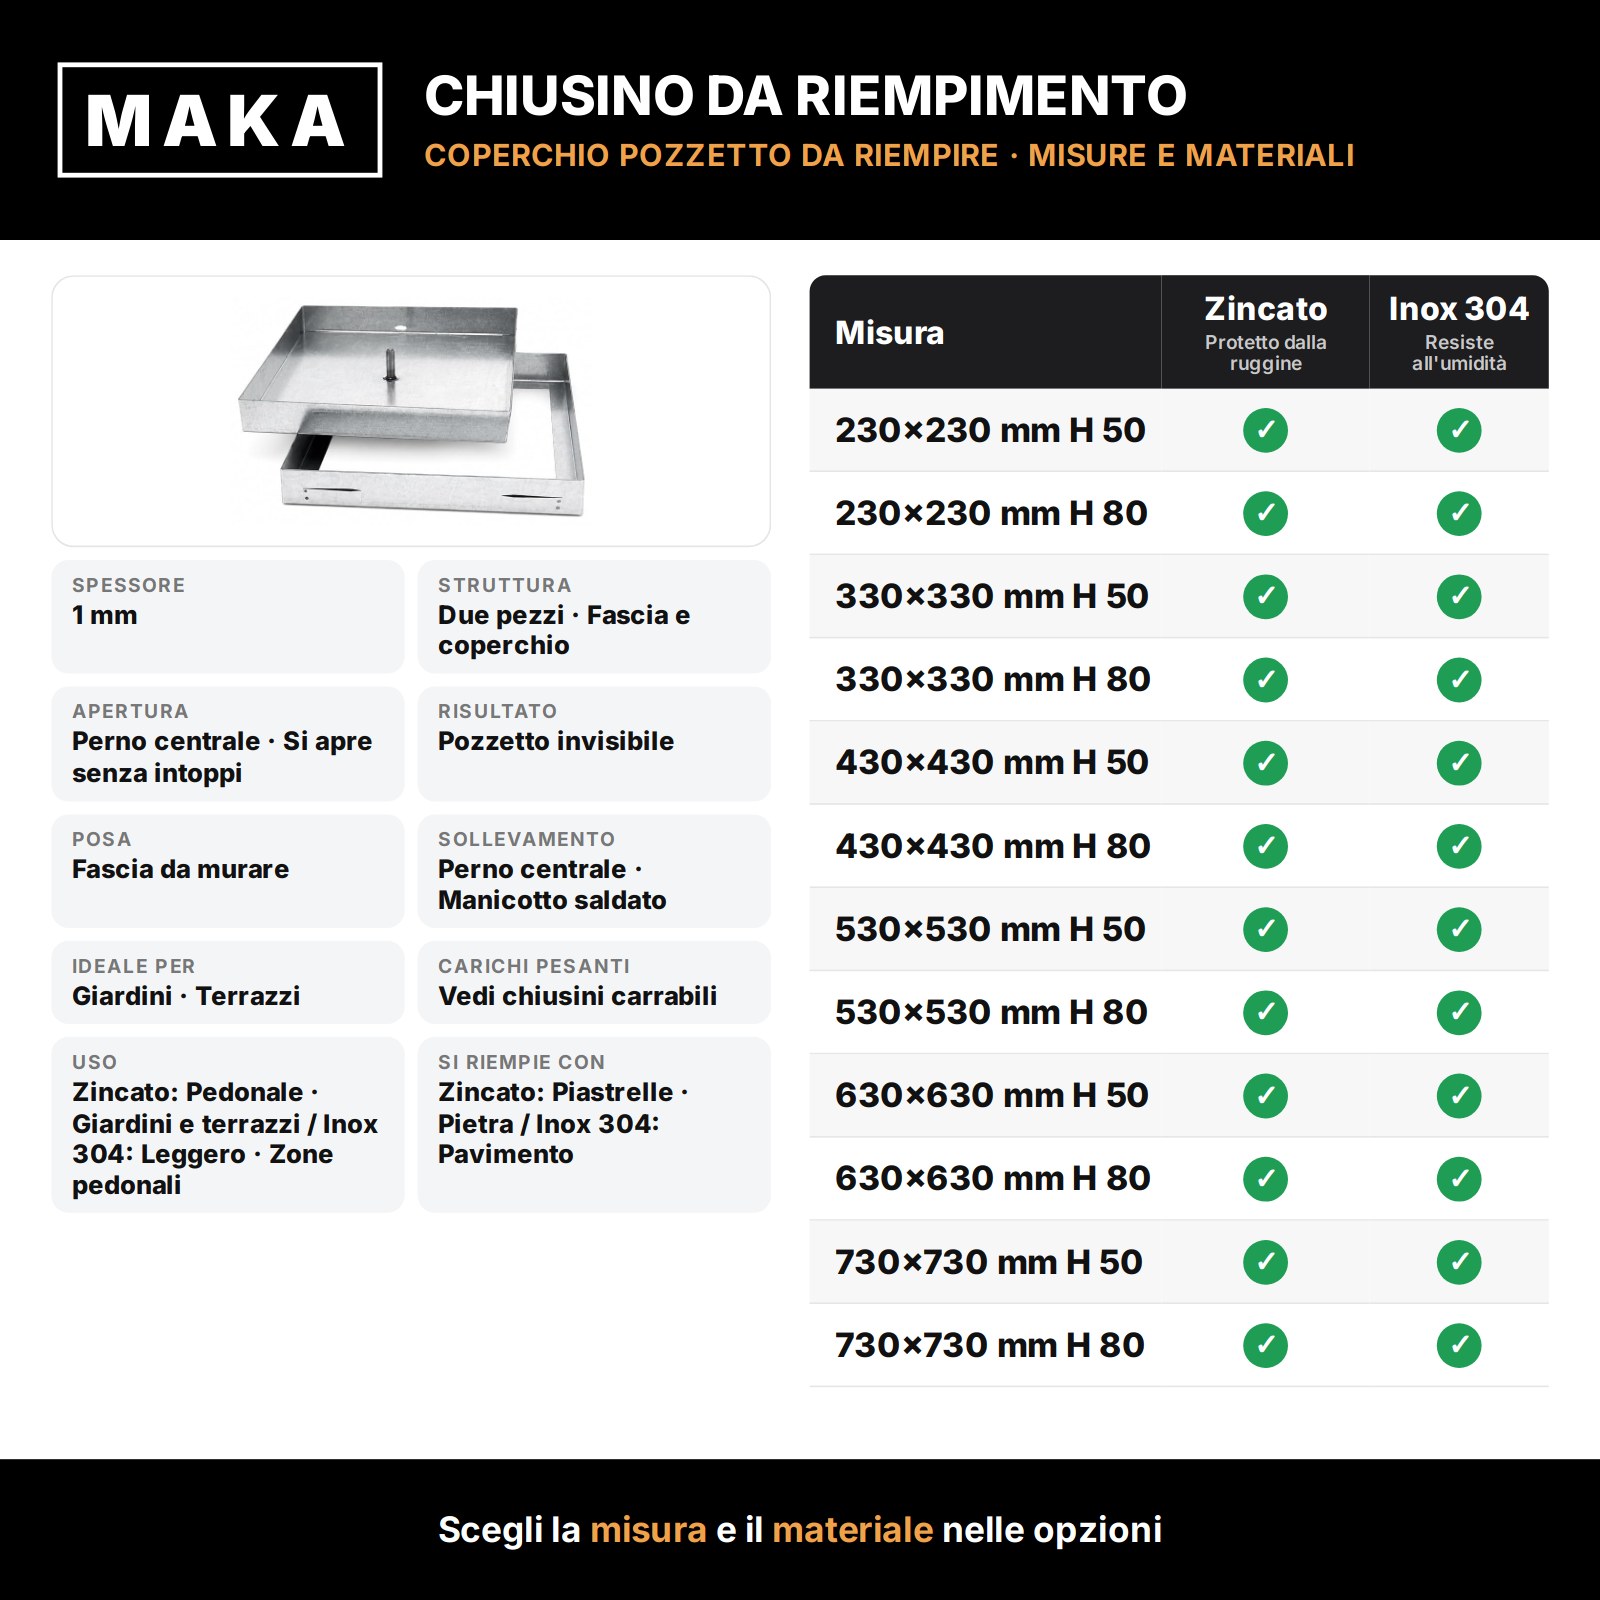 MAKA
CHIUSINO DA RIEMPIMENTO
COPERCHIO POZZETTO DA RIEMPIRE · MISURE E MATERIALI
SPESSORE
1 mm
STRUTTURA
Due pezzi · Fascia e
coperchio
APERTURA
Perno centrale · Si apre
senza intoppi
RISULTATO
Pozzetto invisibile
POSA
Fascia da murare
SOLLEVAMENTO
Perno centrale ·
Manicotto saldato
IDEALE PER
Giardini · Terrazzi
CARICHI PESANTI
Vedi chiusini carrabili
USO
Zincato: Pedonale ·
Giardini e terrazzi / Inox
304: Leggero · Zone
pedonali
SI RIEMPIE CON
Zincato: Piastrelle ·
Pietra / Inox 304:
Pavimento
Misura
Zincato
Protetto dalla
ruggine
Inox 304
Resiste
all'umidità
230×230 mm H 50 ✓ ✓
230×230 mm H 80 ✓ ✓
330×330 mm H 50 ✓ ✓
330×330 mm H 80 ✓ ✓
430×430 mm H 50 ✓ ✓
430×430 mm H 80 ✓ ✓
530×530 mm H 50 ✓ ✓
530×530 mm H 80 ✓ ✓
630×630 mm H 50 ✓ ✓
630×630 mm H 80 ✓ ✓
730×730 mm H 50 ✓ ✓
730×730 mm H 80 ✓ ✓
Scegli la misura e il materiale nelle opzioni